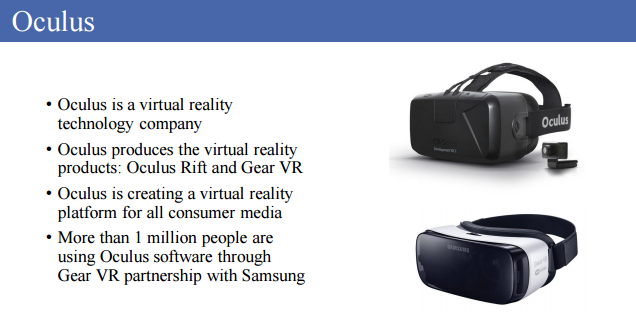 Oculus
• Oculus is a virtual reality
technology company
• Oculus produces the virtual reality
products: Oculus Rift and Gear VR
• Oculus is creating a virtual reality
platform for all consumer media
• More than 1 million people are
using Oculus software through
Gear VR partnership with Samsung
Oculus
SAMSUNG